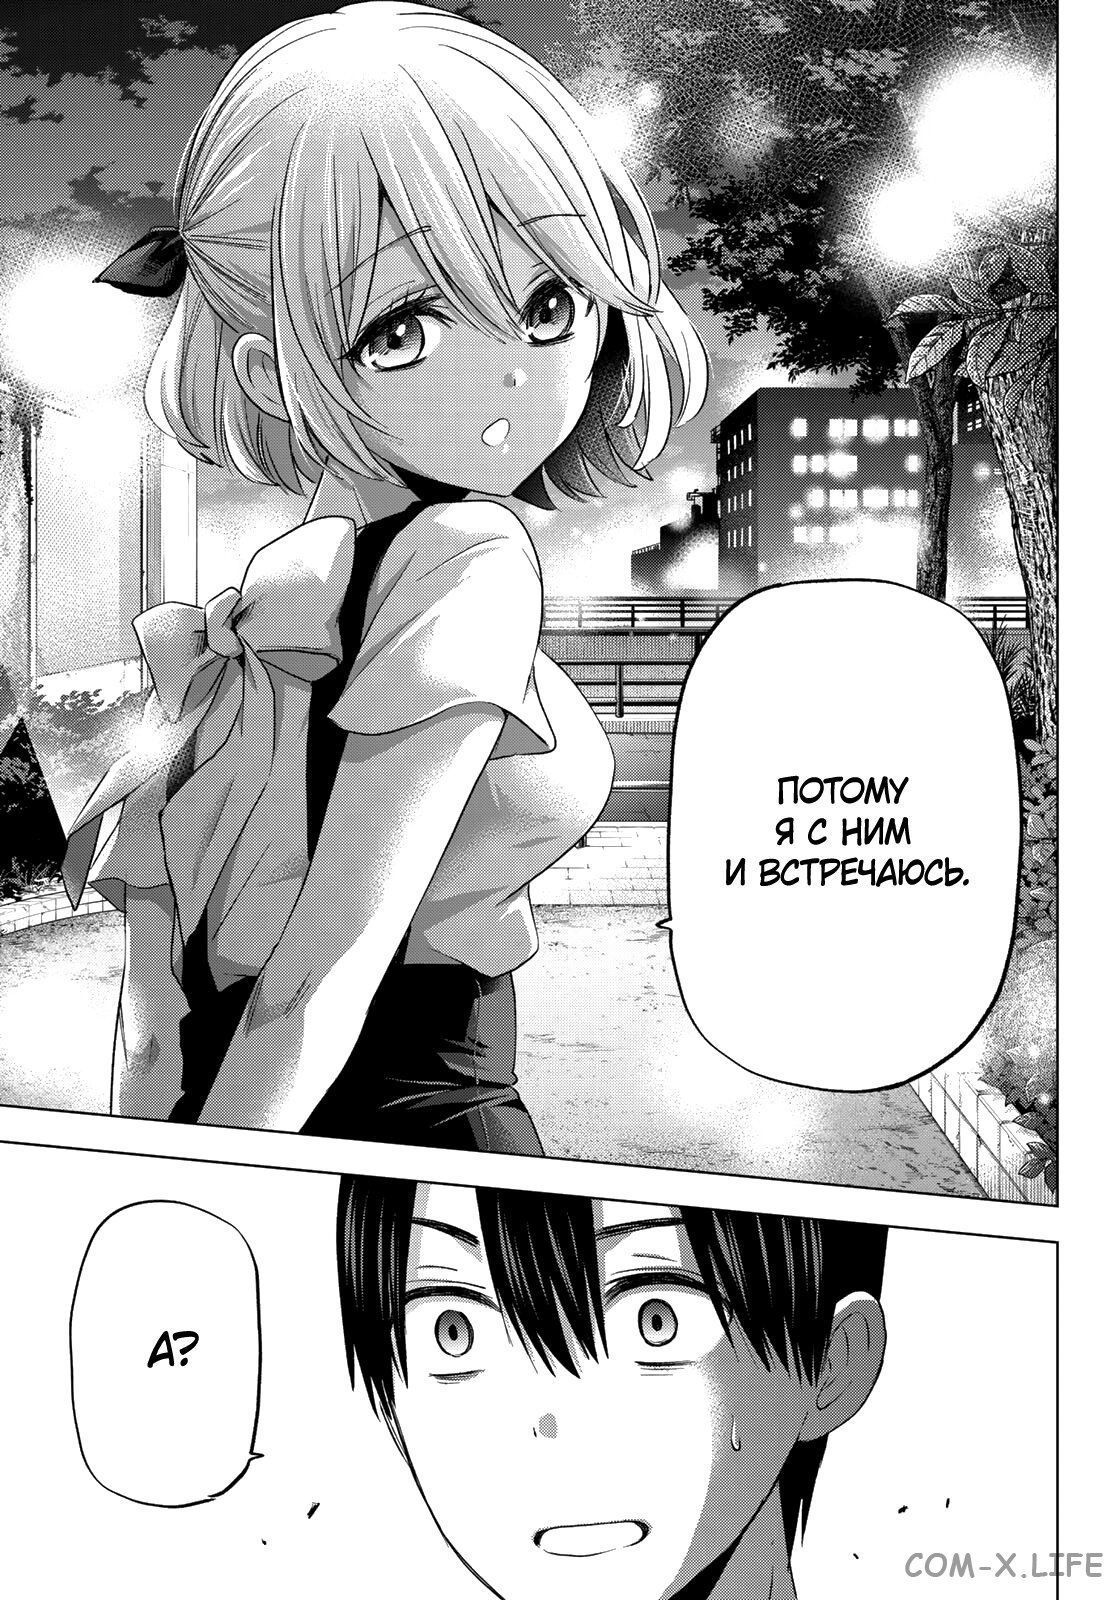 ПОТОМУ
Я С НИМ
И ВСТРЕЧАЮСЬ.
А?
COM-X.LIFE